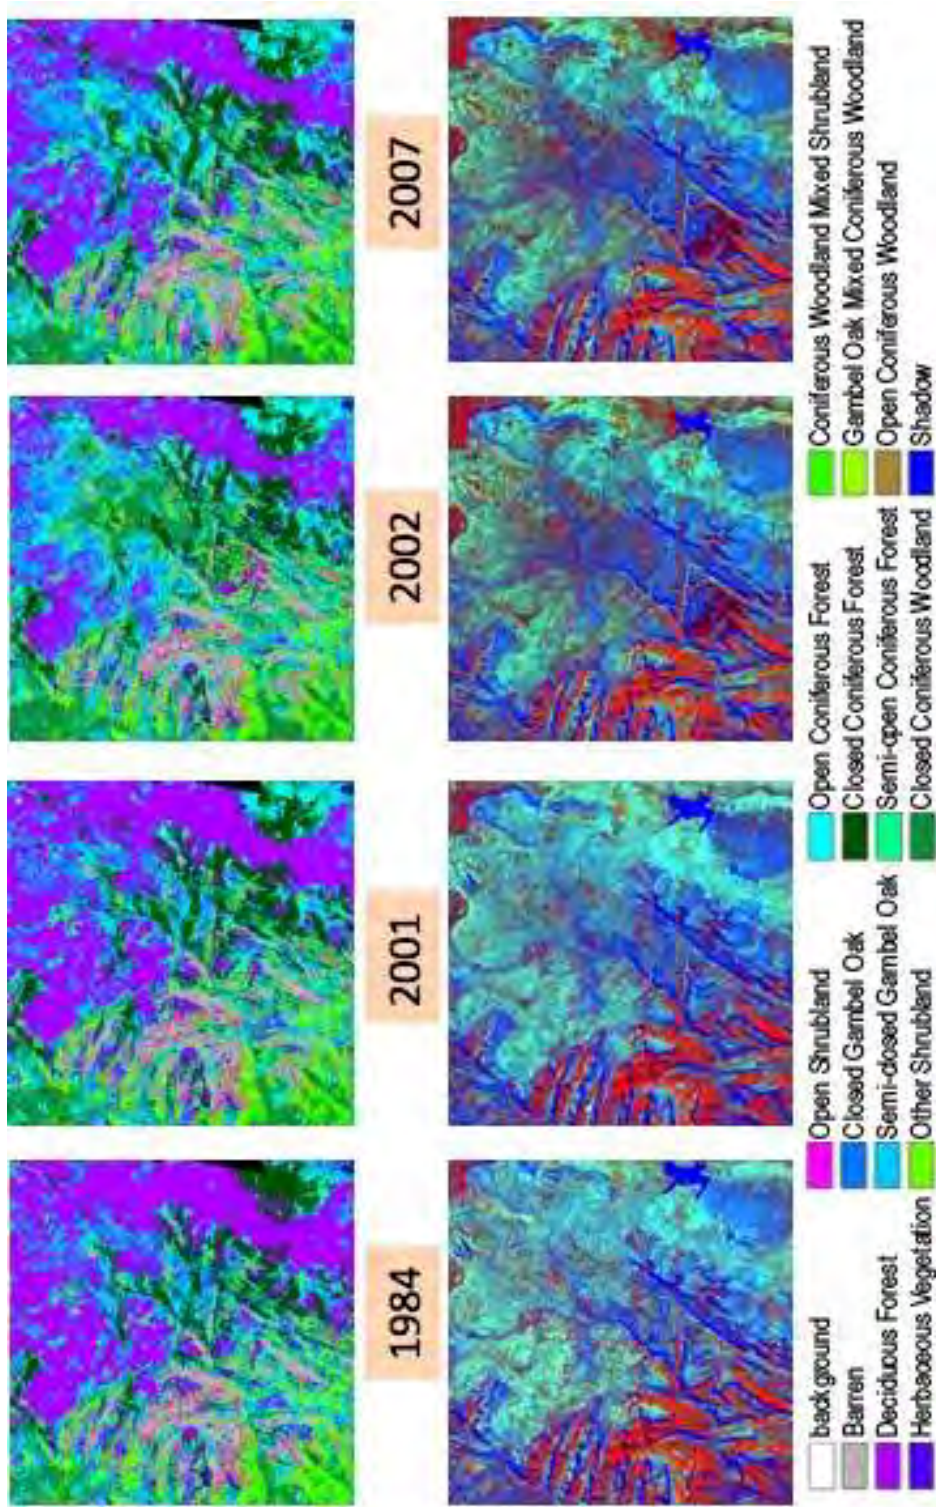 1984
2001
2002
2007
background
Barren
Deciduous Forest
Herbaceous Vegetation
Open Shrubland
Closed Gambel Oak
Semi-closed Gambel Oak
Other Shrubland
Open Coniferous Forest
Closed Coniferous Forest
Semi-open Coniferous Forest
Closed Coniferous Woodland
Coniferous Woodland Mixed Shrubland
Gambel Oak Mixed Coniferous Woodland
Open Coniferous Woodland
Shadow